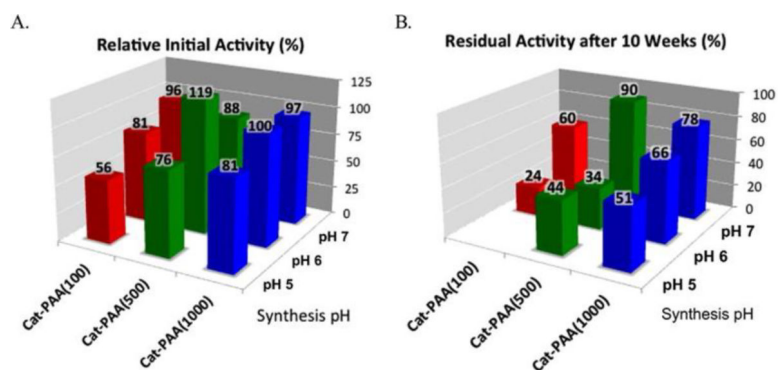 A.
Relative Initial Activity (%)
125
100
75
50
25
0
96
119
88
97
81
100
56
76
81
pH 7
pH 6
pH 5
Synthesis pH
Cat-PAA(100)
Cat-PAA(500)
Cat-PAA(1000)
B.
Residual Activity after 10 Weeks (%)
100
80
60
40
20
0
90
60
78
24
34
66
44
51
pH 7
pH 6
pH 5
Synthesis pH
Cat-PAA(100)
Cat-PAA(500)
Cat-PAA(1000)